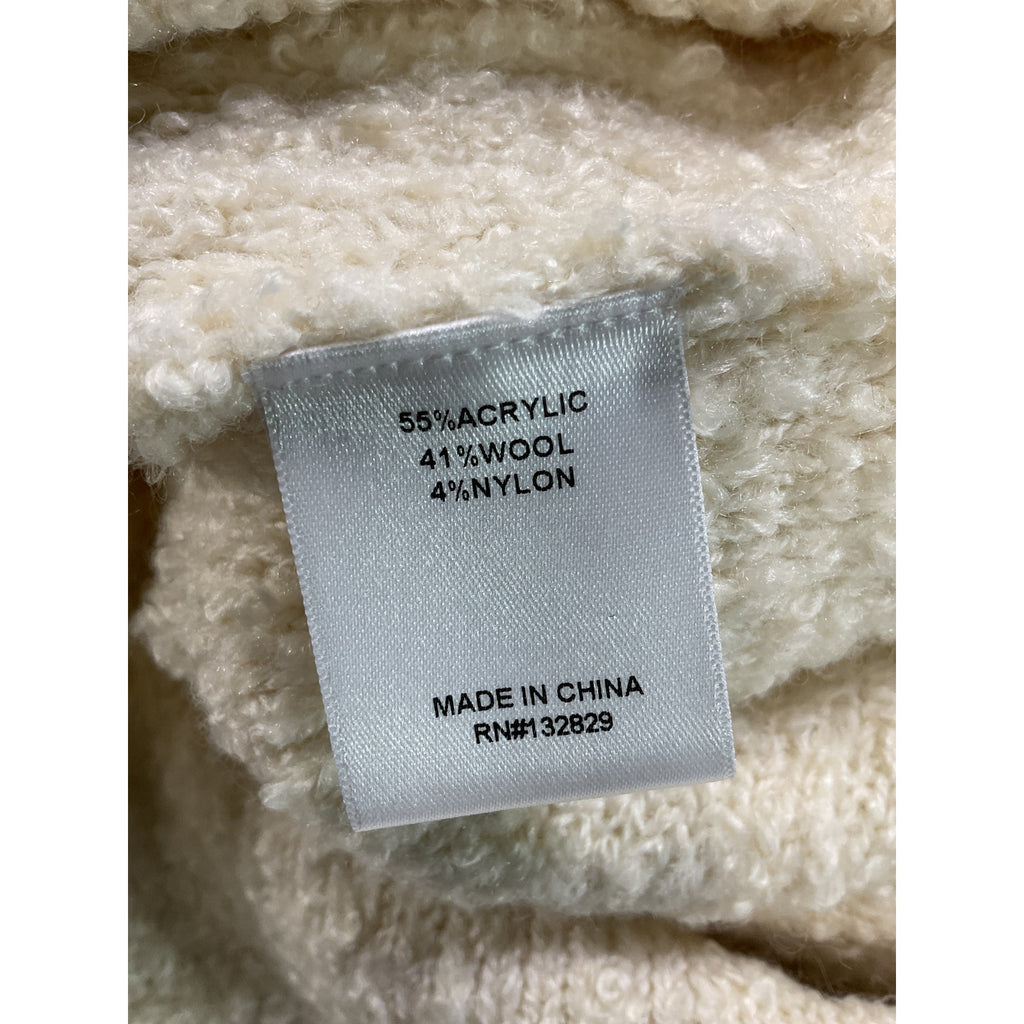 55%ACRYLIC
41%WOOL
4%NYLON
MADE IN CHINA
RN#132829